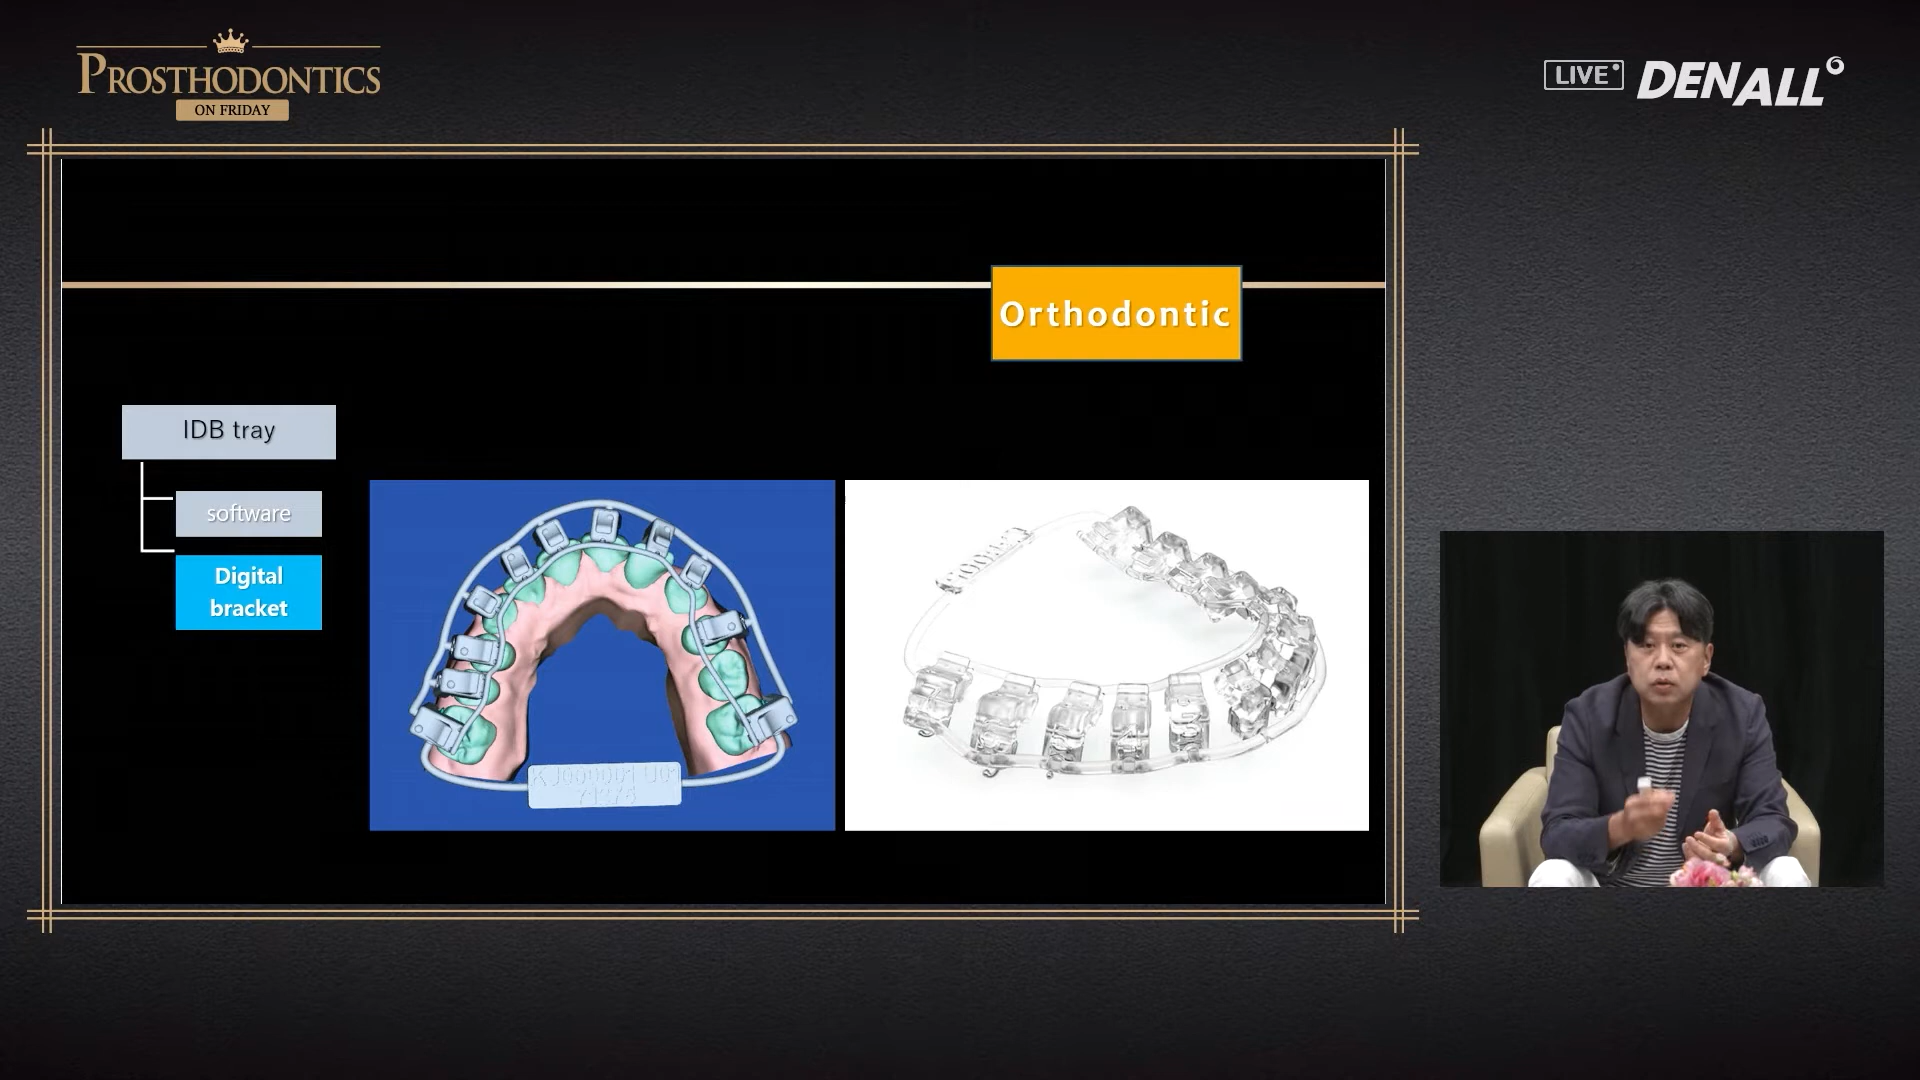 PROSTHODONTICS
ON FRIDAY
LIVE
DENALL
Orthodontic
IDB tray
software
Digital
bracket